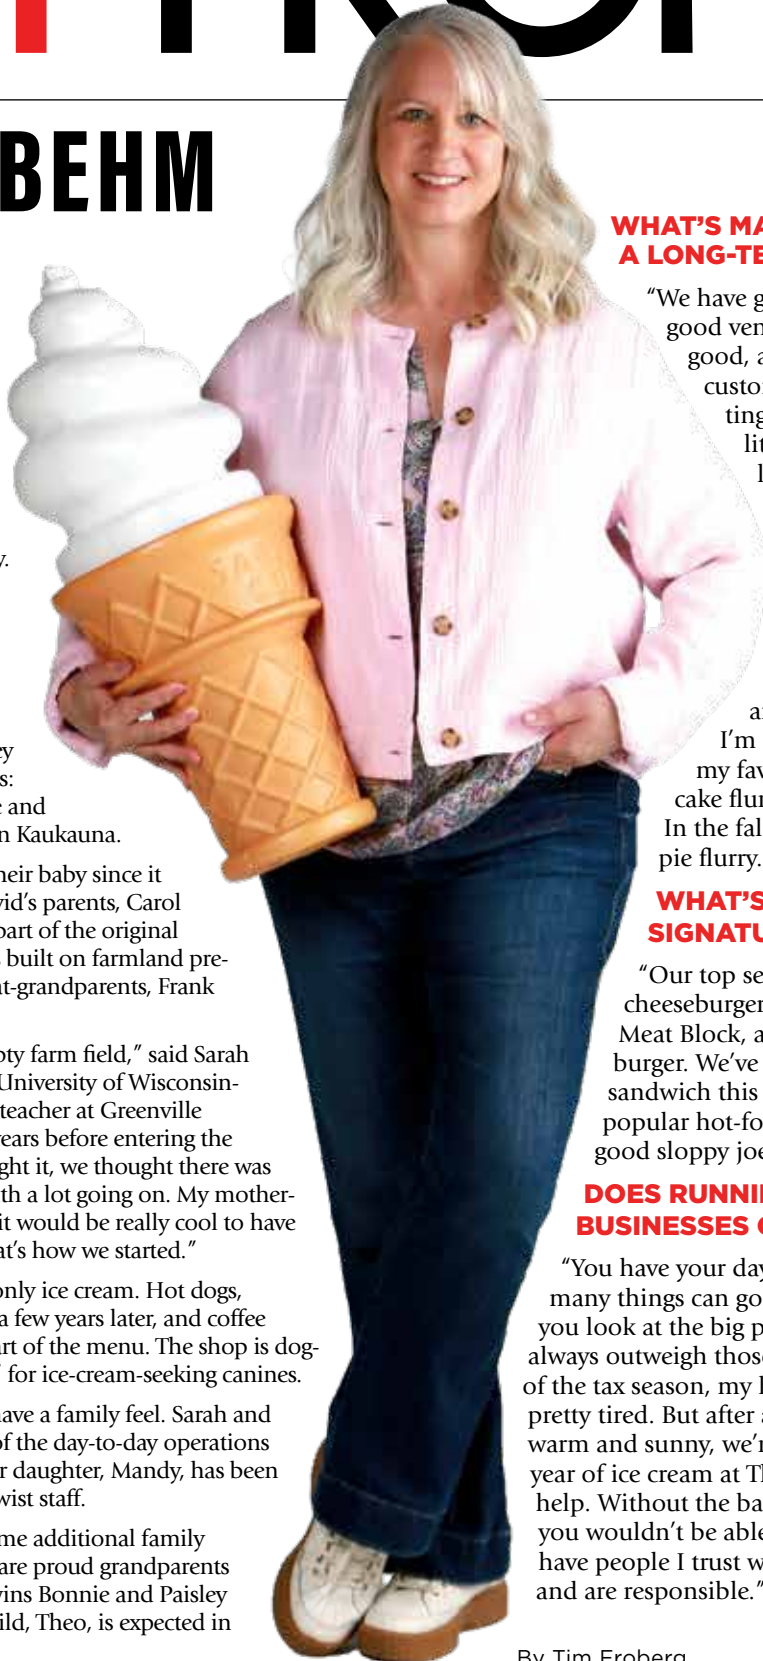 BEHM
y.
ey
s:
e and
n Kaukauna.
heir baby since it
vid’s parents, Carol
part of the original
s built on farmland pre-
at-grandparents, Frank
pty farm field,” said Sarah
University of Wisconsin-
teacher at Greenville
years before entering the
ght it, we thought there was
th a lot going on. My mother-
it would be really cool to have
at’s how we started.”
only ice cream. Hot dogs,
a few years later, and coffee
art of the menu. The shop is dog-
” for ice-cream-seeking canines.
have a family feel. Sarah and
of the day-to-day operations
r daughter, Mandy, has been
wist staff.
me additional family
are proud grandparents
wins Bonnie and Paisley
ild, Theo, is expected in
WHAT’S MA
A LONG-TE
“We have g
good ven
good, a
custo
ting
lit
l
a
I’m
my fav
cake flur
In the fal
pie flurry.
WHAT’S
SIGNATU
“Our top se
cheeseburger
Meat Block, a
burger. We’ve
sandwich this
popular hot-fo
good sloppy joe
DOES RUNNI
BUSINESSES
“You have your day
many things can go
you look at the big p
always outweigh those
of the tax season, my
pretty tired. But after a
warm and sunny, we’r
year of ice cream at Th
help. Without the ba
you wouldn’t be able
have people I trust w
and are responsible.”
By Tim Froberg